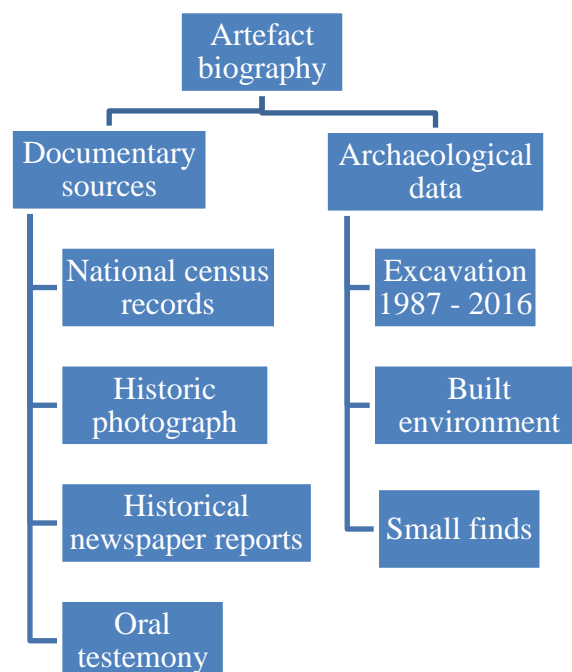 Artefact
biography
Documentary
sources
National census
records
Historic
photograph
Historical
newspaper reports
Oral
testemony
Archaeological
data
Excavation
1987 - 2016
Built
environment
Small finds